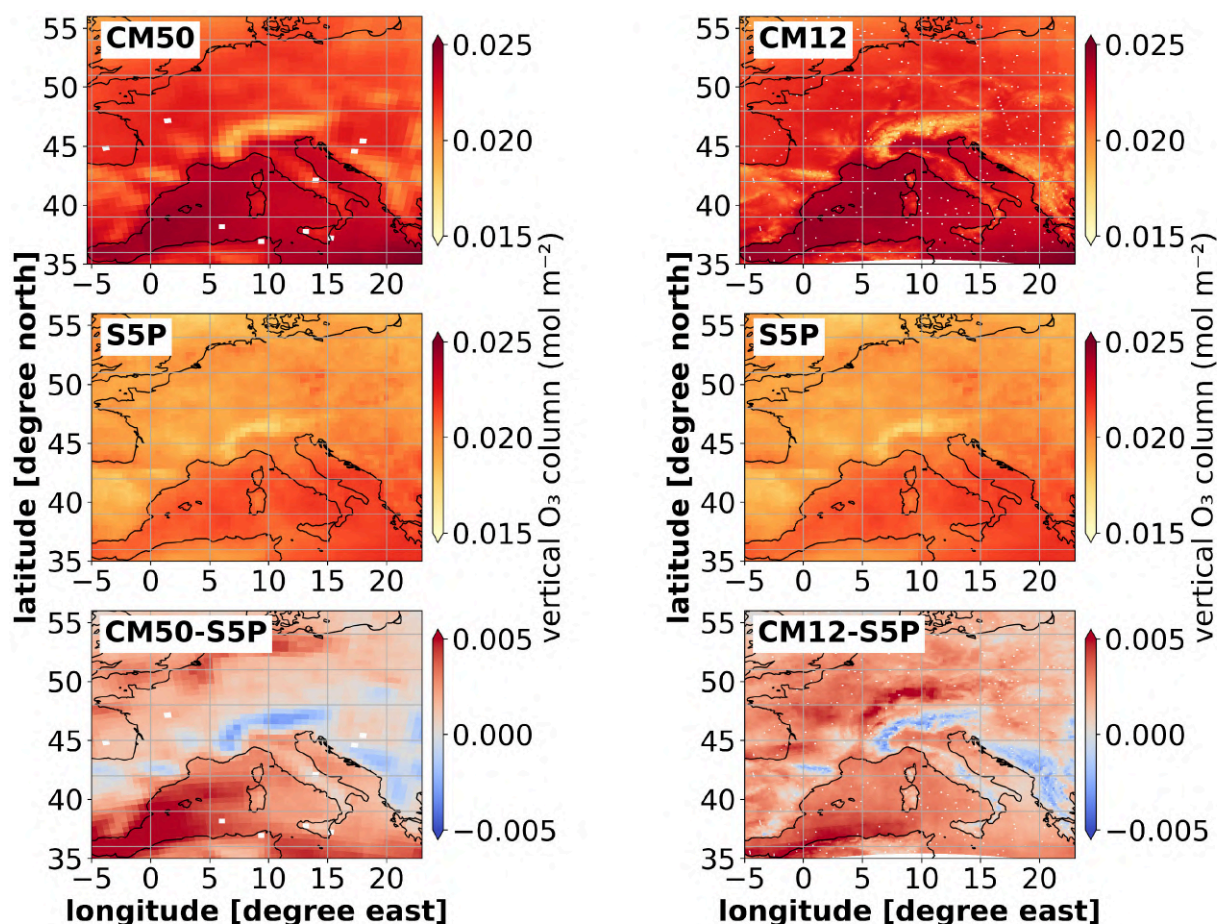 CM50
55
50
45
40
35
−5 0 5 10 15 20
0.025
0.020
0.015
CM12
55
50
45
40
35
−5 0 5 10 15 20
0.025
0.020
0.015
S5P
55
50
45
40
35
−5 0 5 10 15 20
0.025
0.020
0.015
S5P
55
50
45
40
35
−5 0 5 10 15 20
0.025
0.020
0.015
CM50-S5P
55
50
45
40
35
−5 0 5 10 15 20
0.005
0.000
−0.005
CM12-S5P
55
50
45
40
35
−5 0 5 10 15 20
0.005
0.000
−0.005
latitude [degree north]
vertical O₃ column (mol m⁻²)
latitude [degree north]
vertical O₃ column (mol m⁻²)
longitude [degree east]
longitude [degree east]